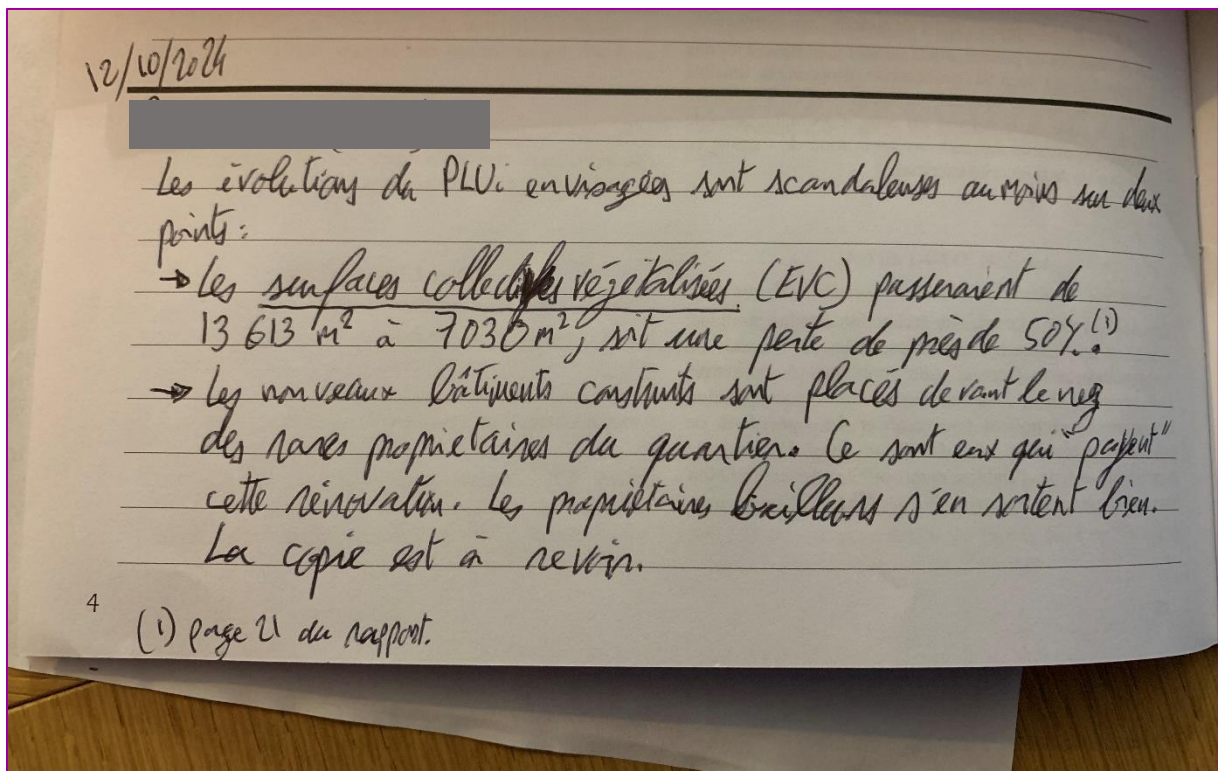 12/10/2024
Les évolutions du PLUi envisagées sont scandaleuses au moins sur deux
points :
→ Les surfaces collectives végétalisées (EVC) passeraient de
13 613 m² à 7030 m², soit une perte de près de 50%.(1)!
→ Les nouveaux bâtiments construits sont placés devant le nez
des rares propriétaires du quartier. Ce sont eux qui "payent"
cette rénovation. Les propriétaires bailleurs s'en sortent bien.
La copie est à revoir.
4
(1) page 21 du rapport.